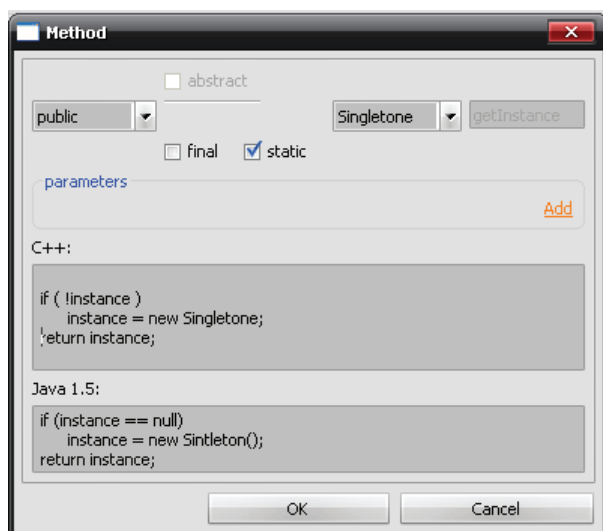 Method
abstract
public Singletone getInstance
final static
parameters
Add
C++:
if ( !instance )
instance = new Singletone;
return instance;
Java 1.5:
if (instance == null)
instance = new Sintleton();
return instance;
OK Cancel